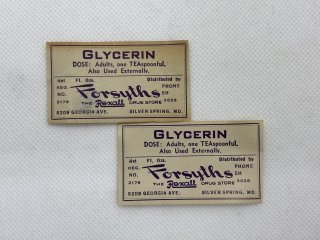 GLYCERIN
DOSE: Adults, one TEAspoonful,
Also Used Externally.
Net Fl. Ozs. Distributed by
REG. Forsyths PHONE
NO. SH
2176 THE Rexall DRUG STORE 5626
8209 GEORGIA AVE. SILVER SPRING, MD.
GLYCERIN
DOSE: Adults, one TEAspoonful,
Also Used Externally.
Net Fl. Ozs. Distributed by
REG. Forsyths PHONE
NO. SH
2176 THE Rexall DRUG STORE 5626
8209 GEORGIA AVE. SILVER SPRING, MD.